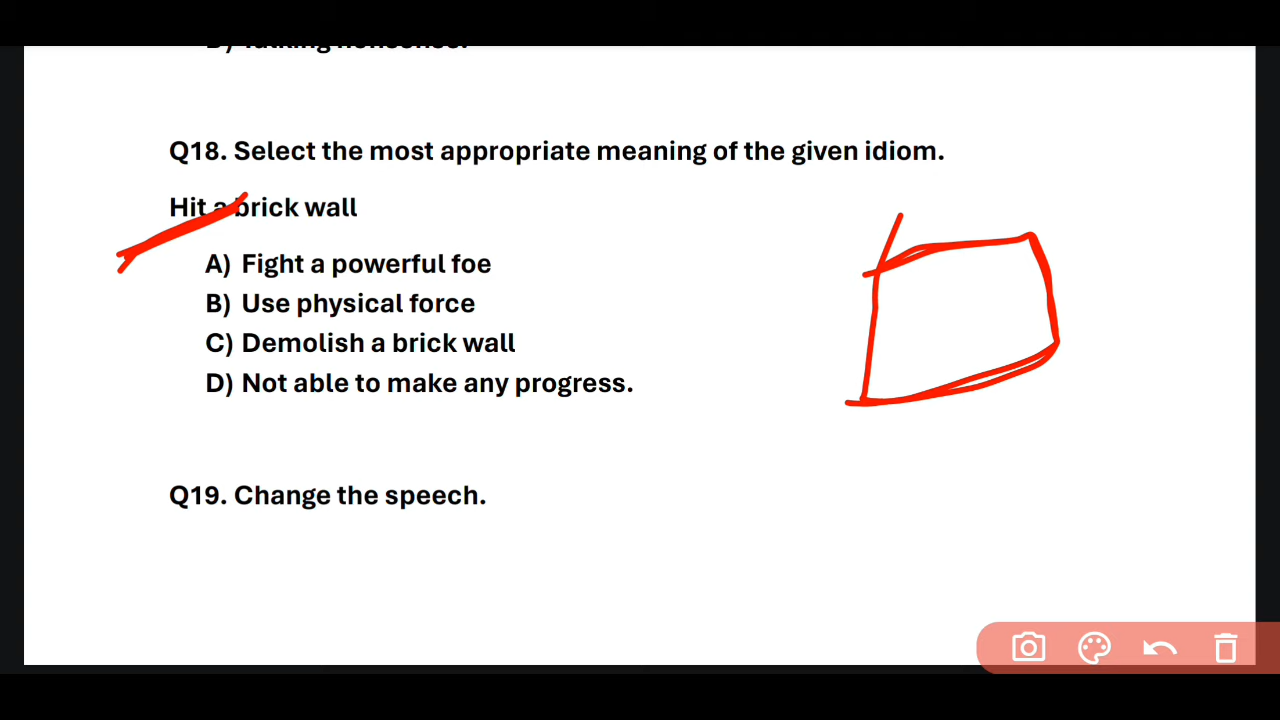 Q18. Select the most appropriate meaning of the given idiom.
Hit a brick wall
A) Fight a powerful foe
B) Use physical force
C) Demolish a brick wall
D) Not able to make any progress.
Q19. Change the speech.